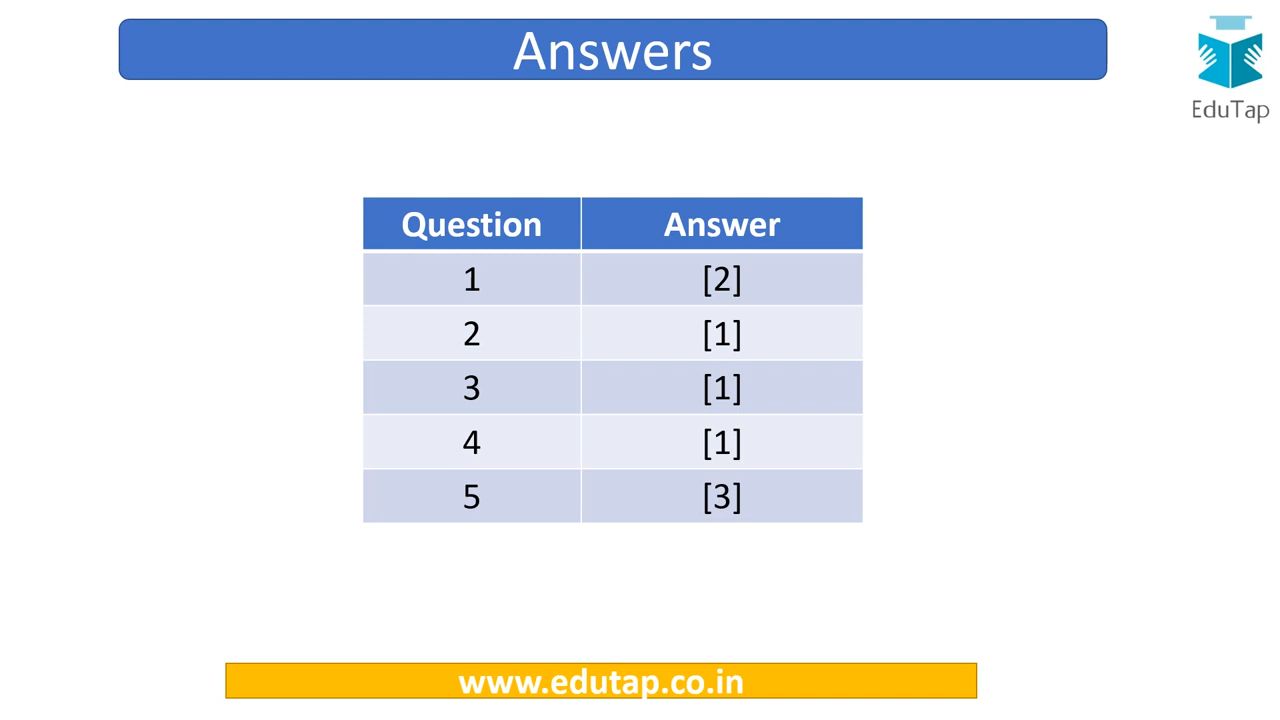 Answers
EduTap
Question Answer
1 [2]
2 [1]
3 [1]
4 [1]
5 [3]
www.edutap.co.in